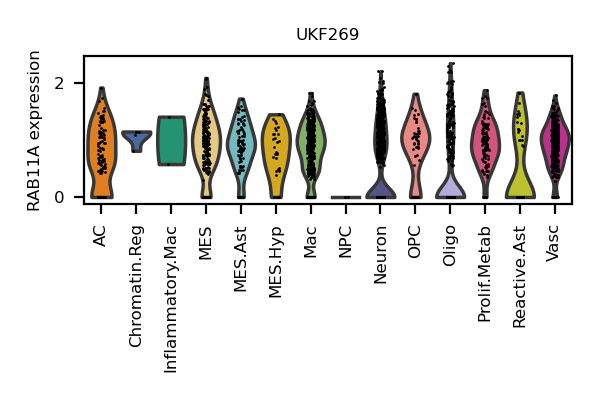 UKF269
RAB11A expression
2
0
AC
Chromatin.Reg
Inflammatory.Mac
MES
MES.Ast
MES.Hyp
Mac
NPC
Neuron
OPC
Oligo
Prolif.Metab
Reactive.Ast
Vasc